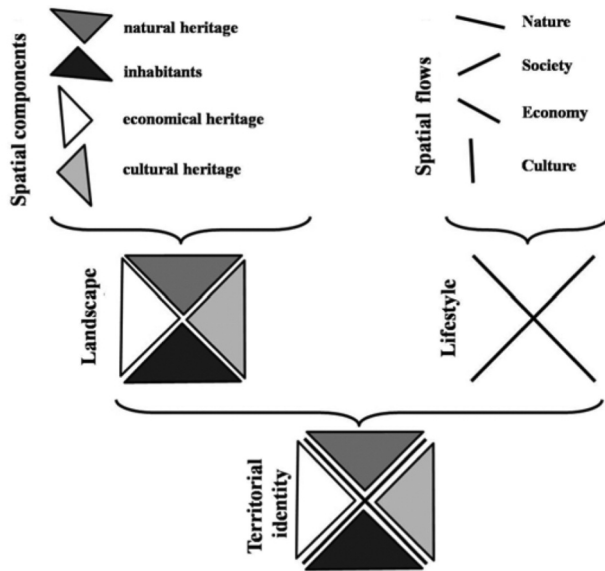 Spatial components
natural heritage
inhabitants
economical heritage
cultural heritage
Spatial flows
Nature
Society
Economy
Culture
Landscape
Lifestyle
Territorial
identity